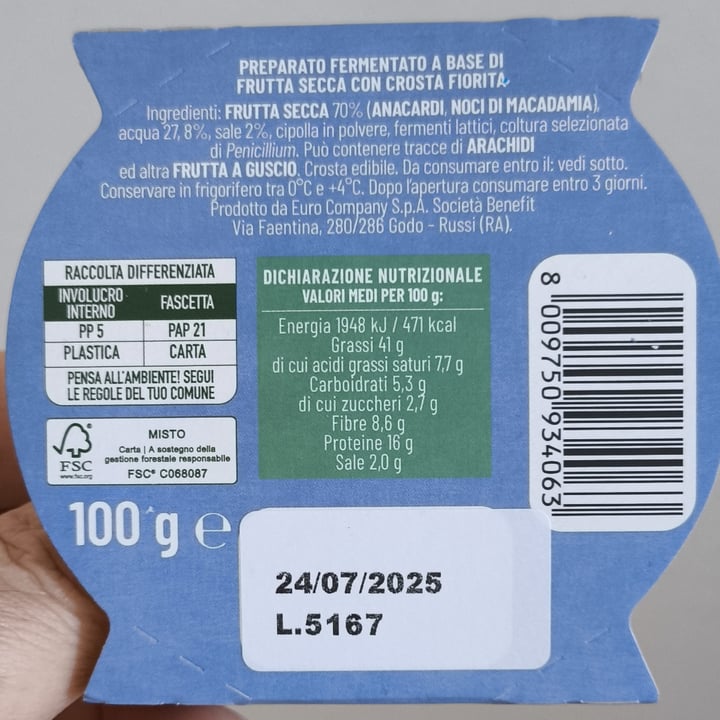 PREPARATO FERMENTATO A BASE DI
FRUTTA SECCA CON CROSTA FIORITA
Ingredienti: FRUTTA SECCA 70% (ANACARDI, NOCI DI MACADAMIA),
acqua 27, 8%, sale 2%, cipolla in polvere, fermenti lattici, coltura selezionata
di Penicillium. Può contenere tracce di ARACHIDI
ed altra FRUTTA A GUSCIO. Crosta edibile. Da consumare entro il: vedi sotto.
Conservare in frigorifero tra 0°C e +4°C. Dopo l'apertura consumare entro 3 giorni.
Prodotto da Euro Company S.p.A. Società Benefit
Via Faentina, 280/286 Godo - Russi (RA).
RACCOLTA DIFFERENZIATA
INVOLUCRO INTERNO FASCETTA
PP 5 PAP 21
PLASTICA CARTA
PENSA ALL'AMBIENTE! SEGUI
LE REGOLE DEL TUO COMUNE
FSC
www.fsc.org
MISTO
Carta | A sostegno della
gestione forestale responsabile
FSC® C068087
100 g e
DICHIARAZIONE NUTRIZIONALE
VALORI MEDI PER 100 g:
Energia 1948 kJ / 471 kcal
Grassi 41 g
di cui acidi grassi saturi 7,7 g
Carboidrati 5,3 g
di cui zuccheri 2,7 g
Fibre 8,6 g
Proteine 16 g
Sale 2,0 g
8 009750 934063
24/07/2025
L.5167